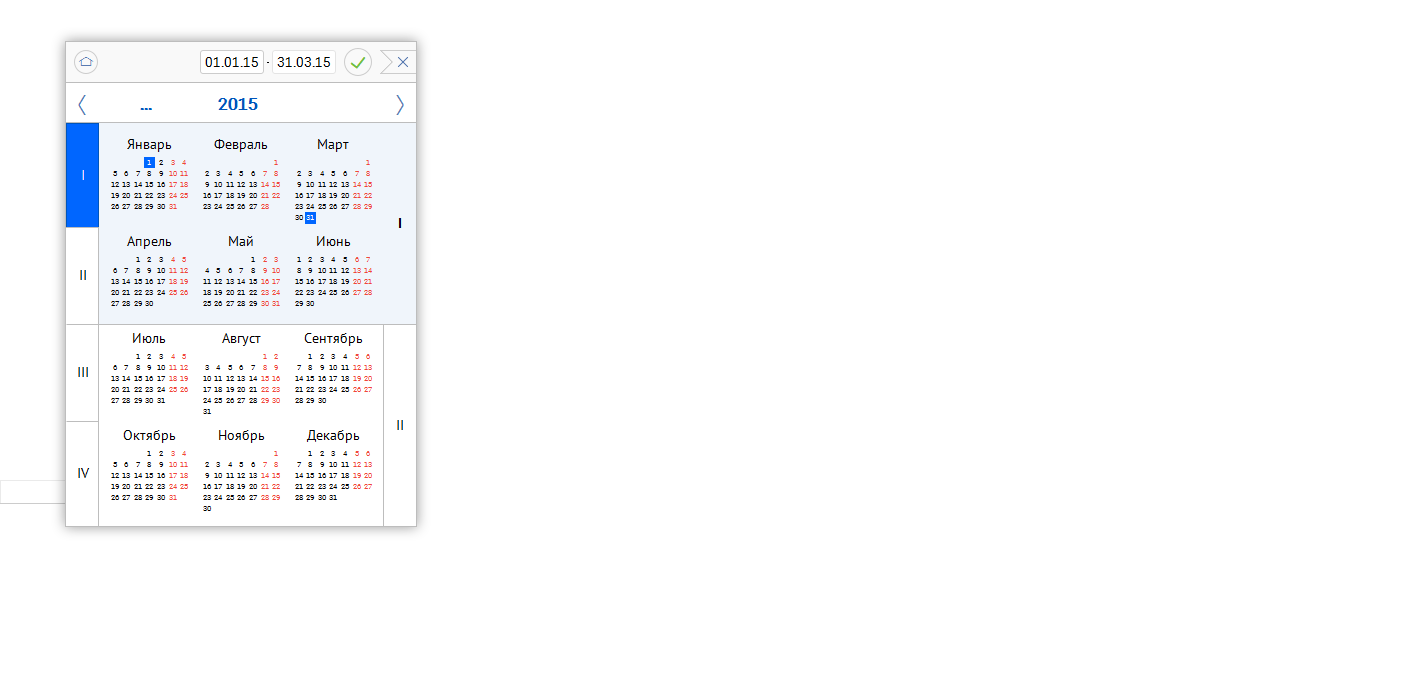 01.01.15 - 31.03.15
... 2015
I
Январь Февраль Март
1 2 3 4 1 1
5 6 7 8 9 10 11 2 3 4 5 6 7 8 2 3 4 5 6 7 8
12 13 14 15 16 17 18 9 10 11 12 13 14 15 9 10 11 12 13 14 15
19 20 21 22 23 24 25 16 17 18 19 20 21 22 16 17 18 19 20 21 22
26 27 28 29 30 31 23 24 25 26 27 28 23 24 25 26 27 28 29
30 31
I
II
Апрель Май Июнь
1 2 3 4 5 1 2 3 1 2 3 4 5 6 7
6 7 8 9 10 11 12 4 5 6 7 8 9 10 8 9 10 11 12 13 14
13 14 15 16 17 18 19 11 12 13 14 15 16 17 15 16 17 18 19 20 21
20 21 22 23 24 25 26 18 19 20 21 22 23 24 22 23 24 25 26 27 28
27 28 29 30 25 26 27 28 29 30 31 29 30
III
Июль Август Сентябрь
1 2 3 4 5 1 2 1 2 3 4 5 6
6 7 8 9 10 11 12 3 4 5 6 7 8 9 7 8 9 10 11 12 13
13 14 15 16 17 18 19 10 11 12 13 14 15 16 14 15 16 17 18 19 20
20 21 22 23 24 25 26 17 18 19 20 21 22 23 21 22 23 24 25 26 27
27 28 29 30 31 24 25 26 27 28 29 30 28 29 30
31
II
IV
Октябрь Ноябрь Декабрь
1 2 3 4 1 1 2 3 4 5 6
5 6 7 8 9 10 11 2 3 4 5 6 7 8 7 8 9 10 11 12 13
12 13 14 15 16 17 18 9 10 11 12 13 14 15 14 15 16 17 18 19 20
19 20 21 22 23 24 25 16 17 18 19 20 21 22 21 22 23 24 25 26 27
26 27 28 29 30 31 23 24 25 26 27 28 29 28 29 30 31
30